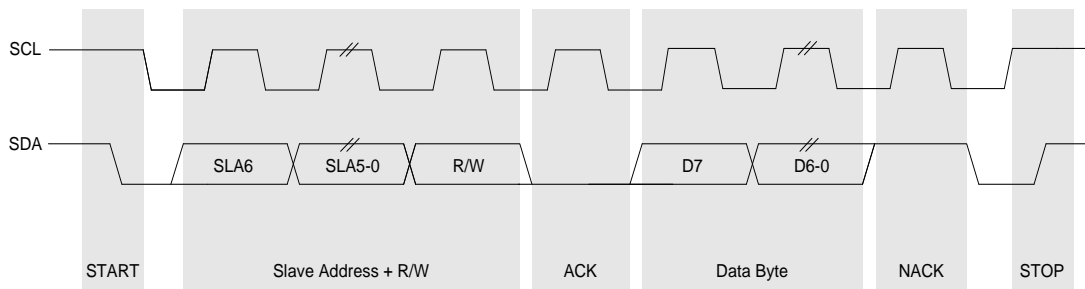 SCL
SDA
SLA6 SLA5-0 R/W D7 D6-0
START Slave Address + R/W ACK Data Byte NACK STOP